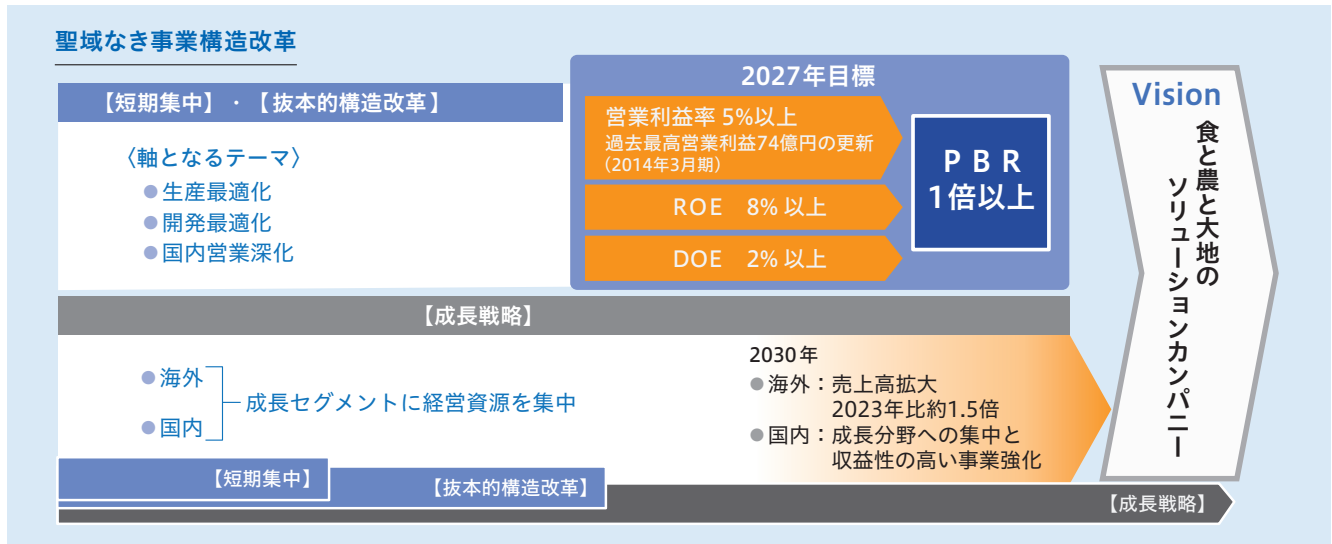 聖域なき事業構造改革
【短期集中】・【抜本的構造改革】
〈軸となるテーマ〉
●生産最適化
●開発最適化
●国内営業深化
2027年目標
営業利益率 5%以上
過去最高営業利益74億円の更新
(2014年3月期)
ROE 8% 以上
DOE 2% 以上
PBR
1倍以上
【成長戦略】
●海外
●国内
成長セグメントに経営資源を集中
2030年
●海外：売上高拡大
2023年比約1.5倍
●国内：成長分野への集中と
収益性の高い事業強化
【短期集中】
【抜本的構造改革】
【成長戦略】
Vision
食と農と大地の
ソリューションカンパニー